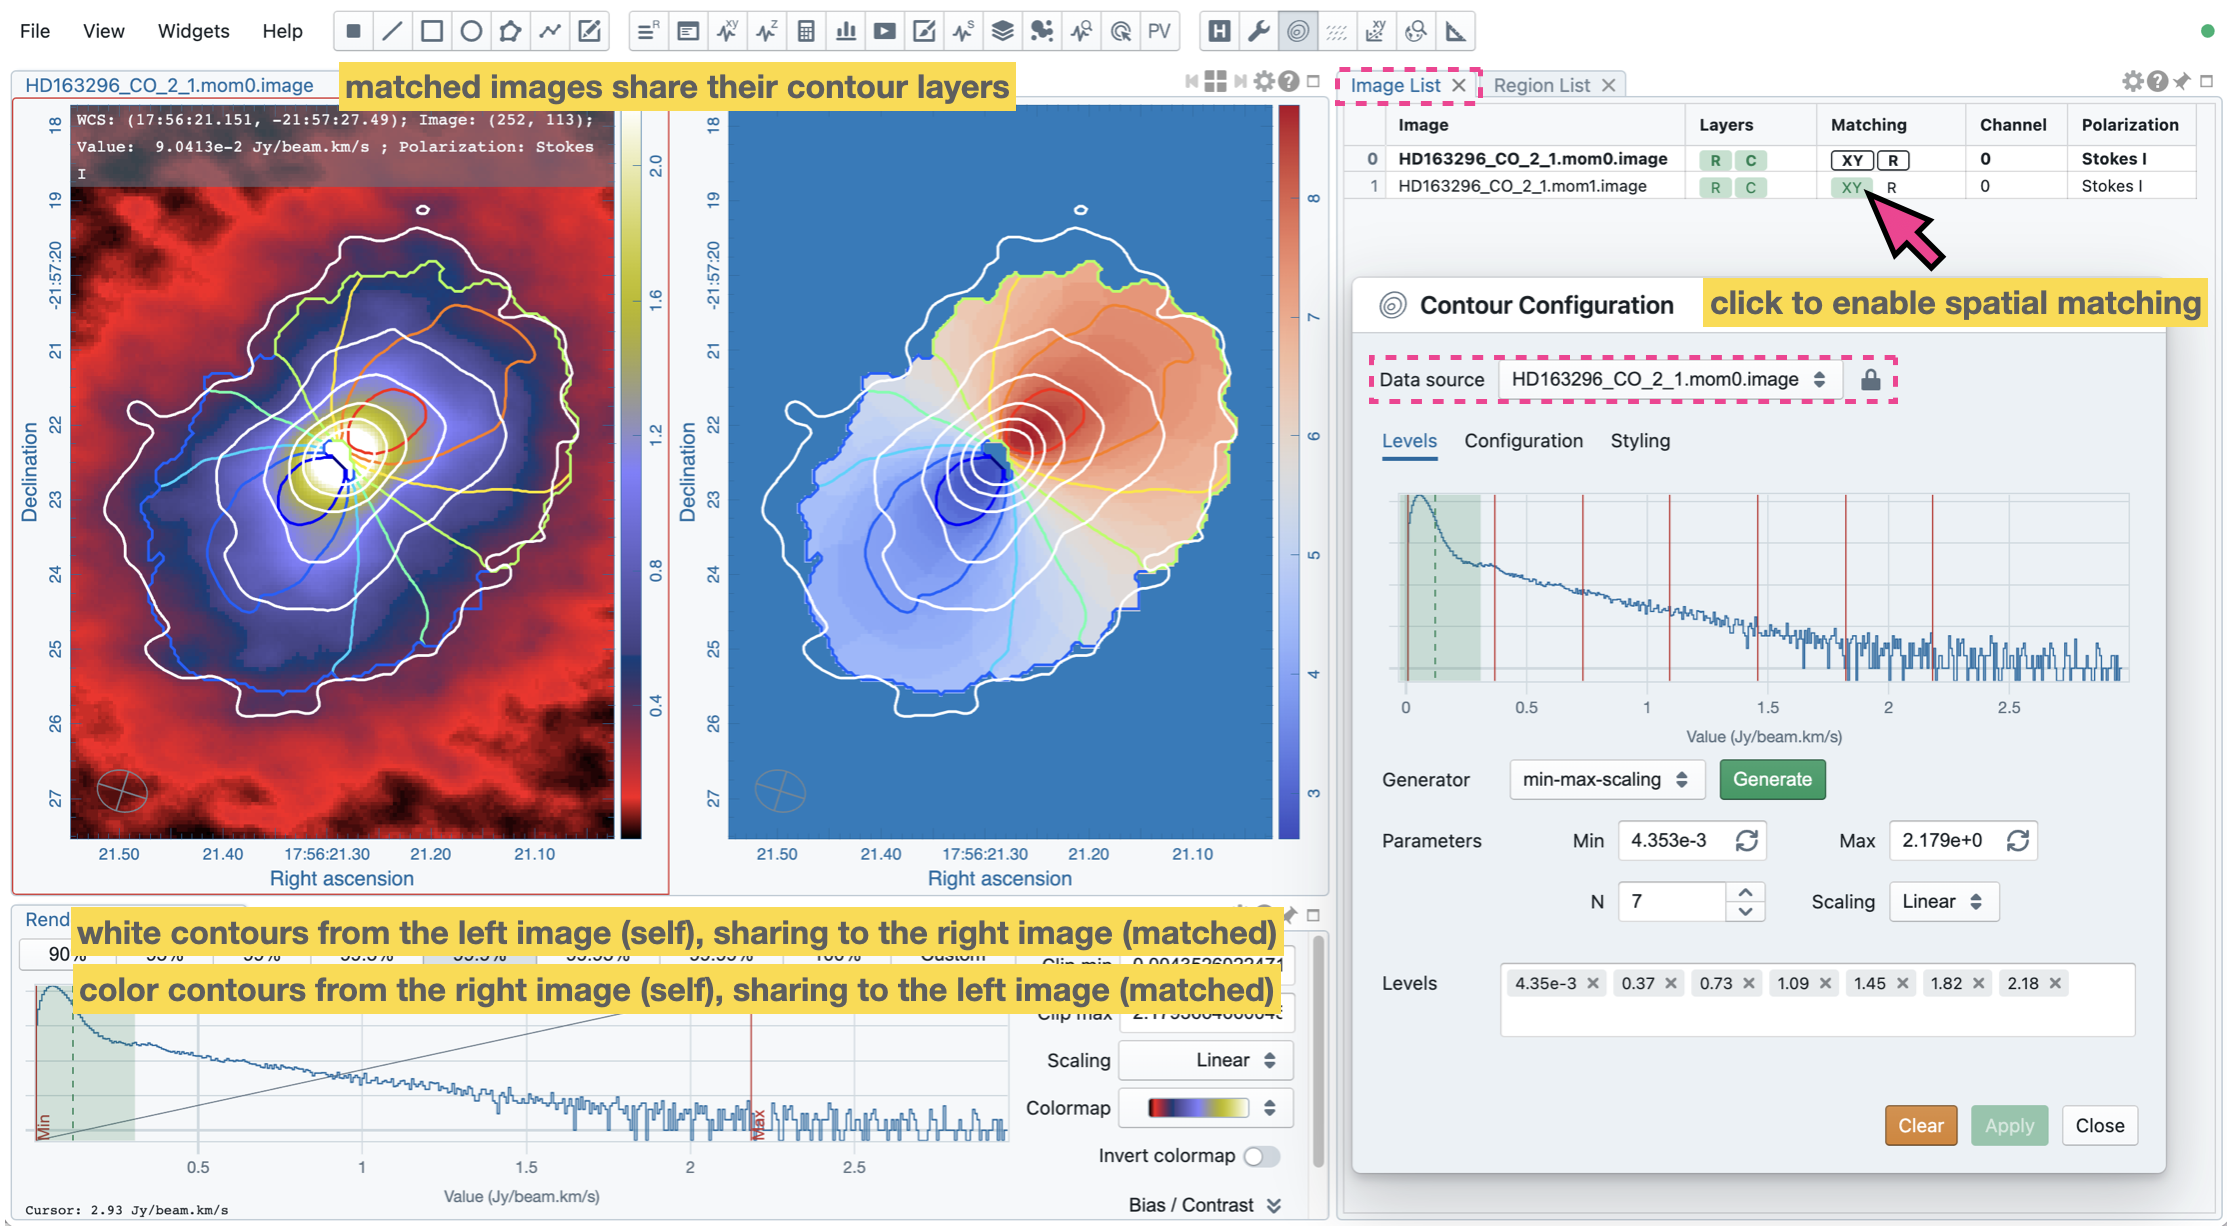 File View Widgets Help
R XY Z S PV H xy
HD163296_CO_2_1.mom0.image
matched images share their contour layers
WCS: (17:56:21.151, -21:57:27.49); Image: (252, 113);
Value: 9.0413e-2 Jy/beam.km/s ; Polarization: Stokes
I
18
19
-21:57:20
21
22
23
24
25
26
27
Declination
21.50 21.40 17:56:21.30 21.20 21.10
Right ascension
2.0
1.6
1.2
0.8
0.4
18
19
-21:57:20
21
22
23
24
25
26
27
Declination
21.50 21.40 17:56:21.30 21.20 21.10
Right ascension
8
7
6
5
4
3
Image List Region List
Image Layers Matching Channel Polarization
0 HD163296_CO_2_1.mom0.image R C XY R 0 Stokes I
1 HD163296_CO_2_1.mom1.image R C XY R 0 Stokes I
Contour Configuration
click to enable spatial matching
Data source HD163296_CO_2_1.mom0.image
Levels Configuration Styling
0 0.5 1 1.5 2 2.5
Value (Jy/beam.km/s)
Generator min-max-scaling Generate
Parameters Min 4.353e-3 Max 2.179e+0
N 7 Scaling Linear
Levels 4.35e-3 0.37 0.73 1.09 1.45 1.82 2.18
Clear Apply Close
Rend
white contours from the left image (self), sharing to the right image (matched)
90%
color contours from the right image (self), sharing to the left image (matched)
Clip max
Scaling Linear
Colormap
Invert colormap
Bias / Contrast
Min
Max
0.5 1 1.5 2 2.5
Value (Jy/beam.km/s)
Cursor: 2.93 Jy/beam.km/s